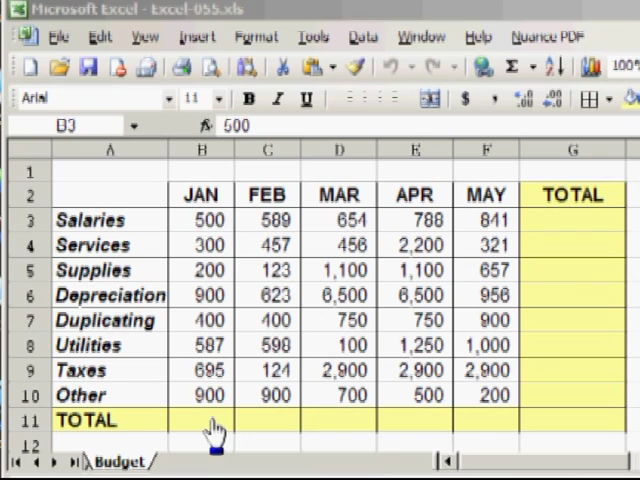 Microsoft Excel - Excel-055.xls
File Edit View Insert Format Tools Data Window Help Nuance PDF
Σ 100%
Arial 11 B I U $ ,
B3 fx 500
A B C D E F G
1
2 JAN FEB MAR APR MAY TOTAL
3 Salaries 500 589 654 788 841
4 Services 300 457 456 2,200 321
5 Supplies 200 123 1,100 1,100 657
6 Depreciation 900 623 6,500 6,500 956
7 Duplicating 400 400 750 750 900
8 Utilities 587 598 100 1,250 1,000
9 Taxes 695 124 2,900 2,900 2,900
10 Other 900 900 700 500 200
11 TOTAL
12
Budget